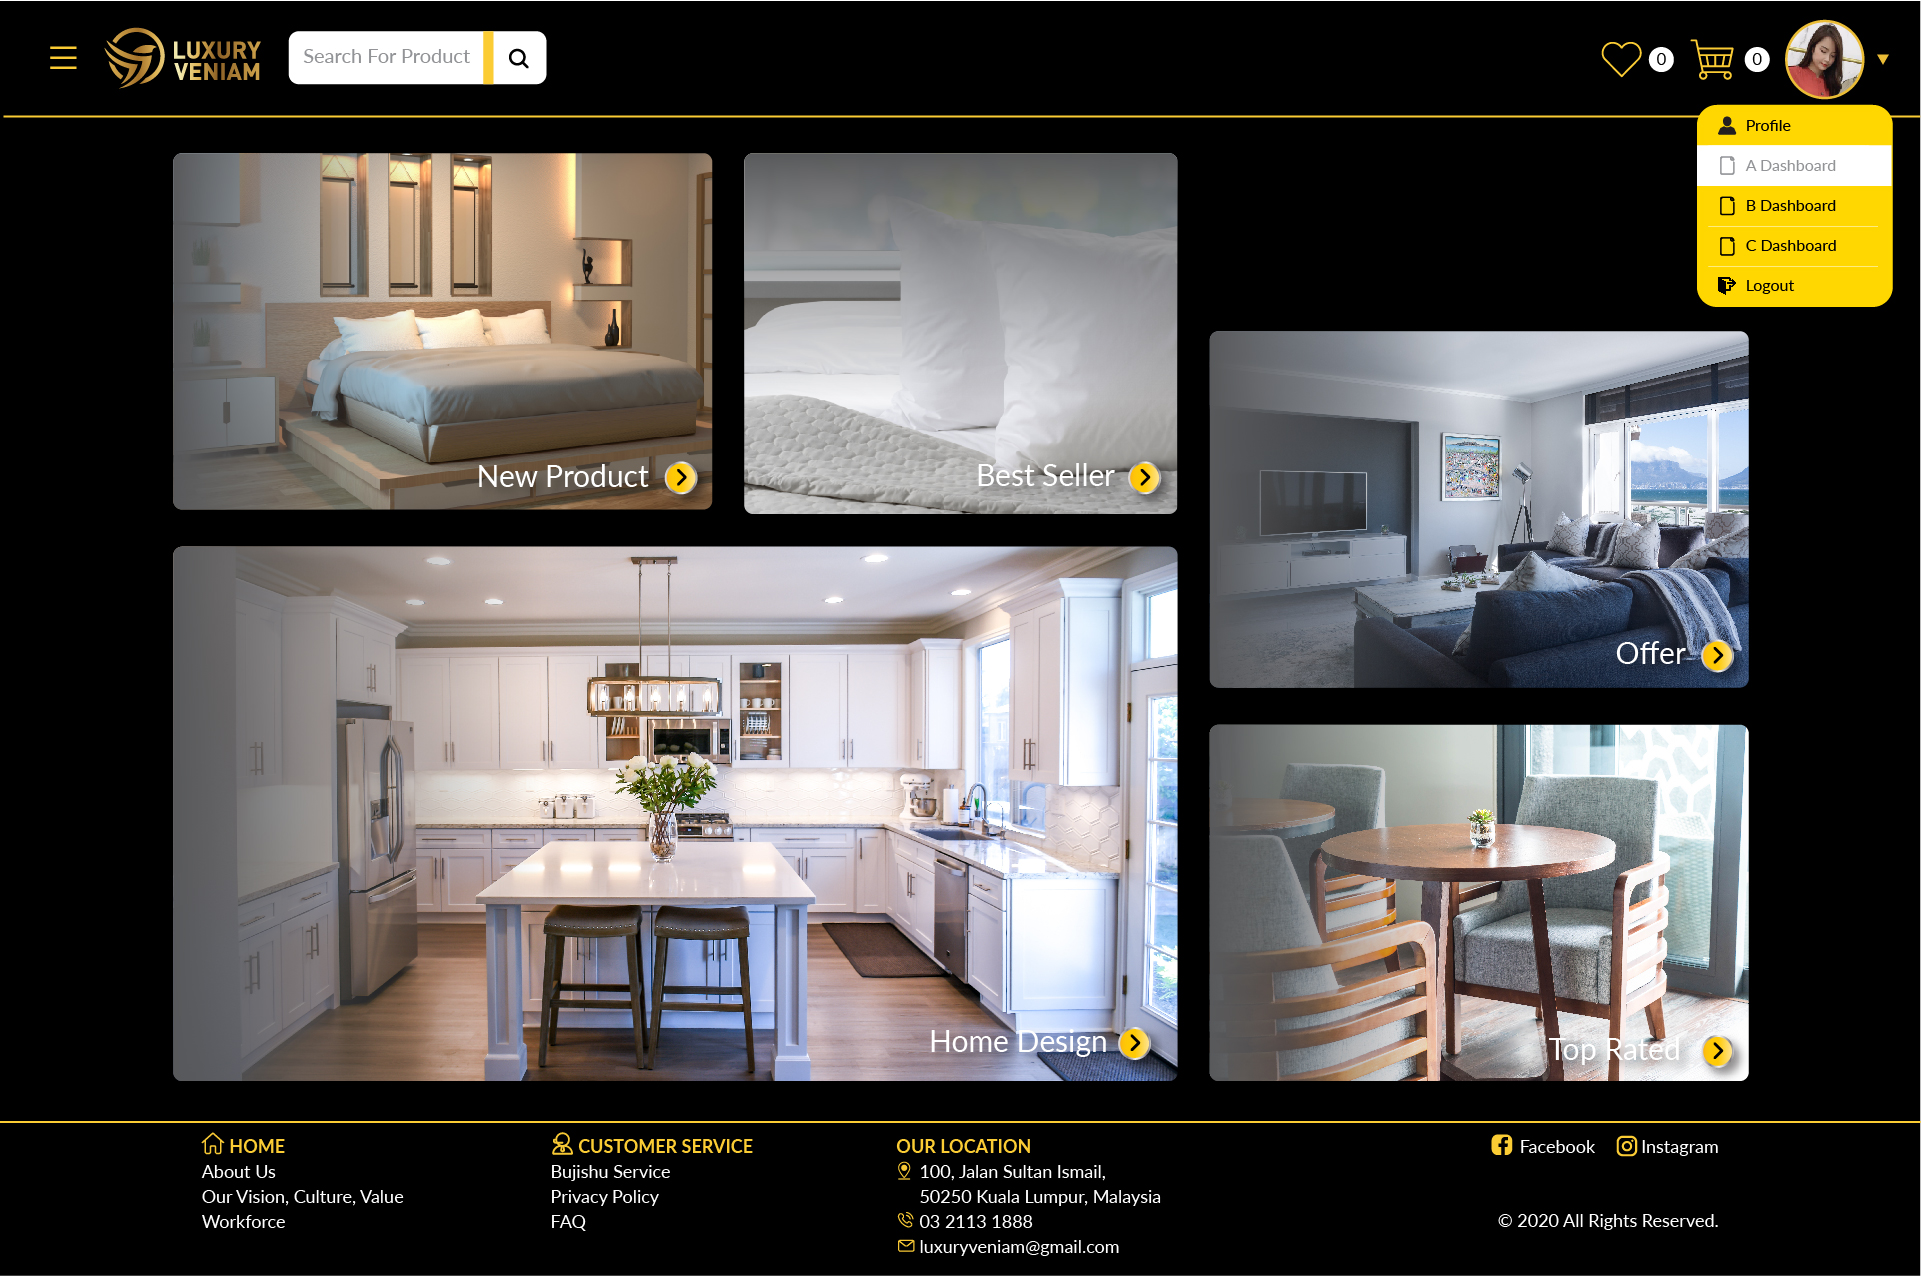 LUXURY
VENIAM
Search For Product
0
0
Profile
A Dashboard
B Dashboard
C Dashboard
Logout
New Product
Best Seller
Offer
Home Design
Top Rated
HOME
About Us
Our Vision, Culture, Value
Workforce
CUSTOMER SERVICE
Bujishu Service
Privacy Policy
FAQ
OUR LOCATION
100, Jalan Sultan Ismail,
50250 Kuala Lumpur, Malaysia
03 2113 1888
luxuryveniam@gmail.com
Facebook
Instagram
© 2020 All Rights Reserved.